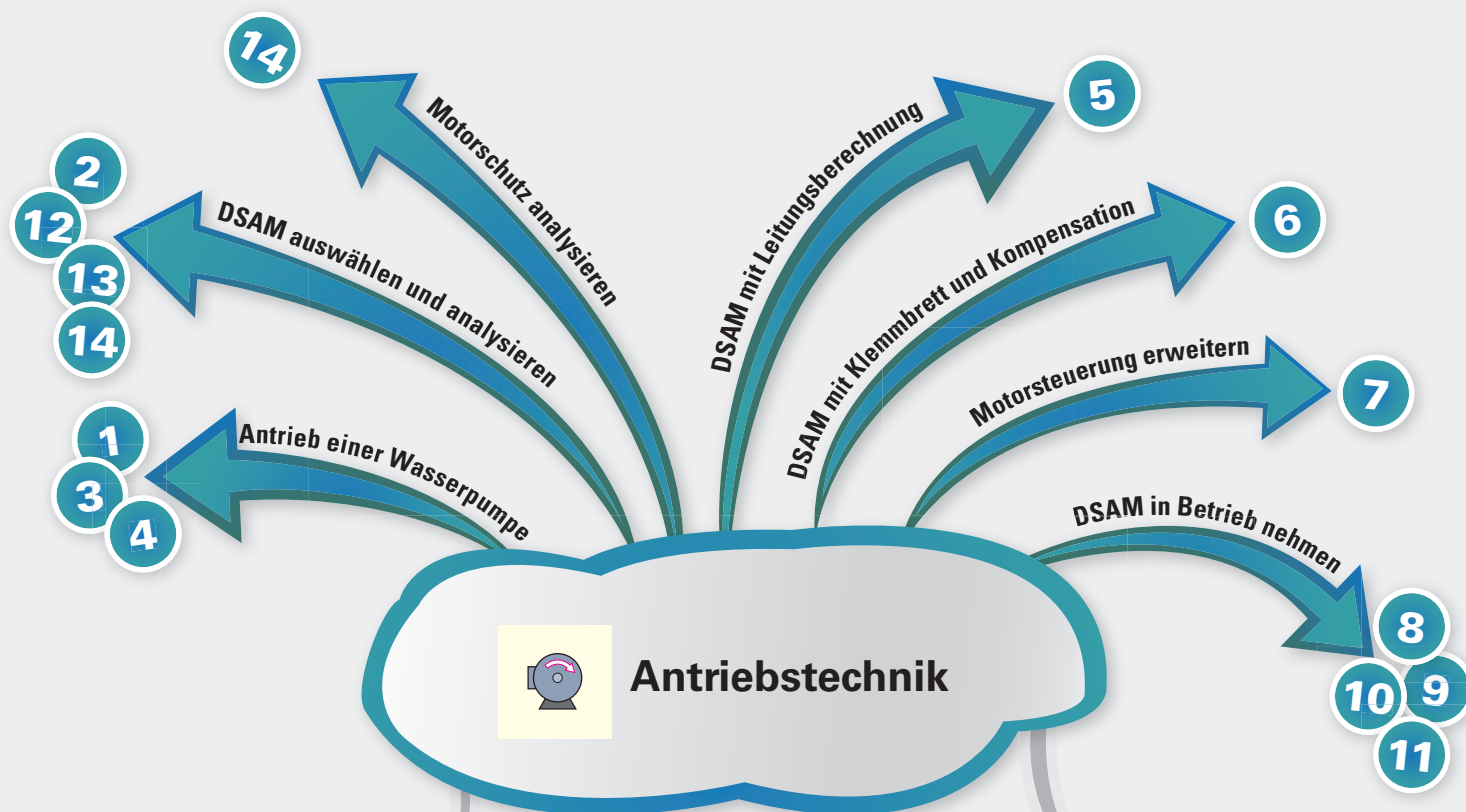 14
Motorschutz analysieren
2
12
13
14
DSAM auswählen und analysieren
1
3
4
Antrieb einer Wasserpumpe
DSAM mit Leitungsberechnung
5
DSAM mit Klemmbrett und Kompensation
6
Motorsteuerung erweitern
7
DSAM in Betrieb nehmen
8
9
10
11
Antriebstechnik